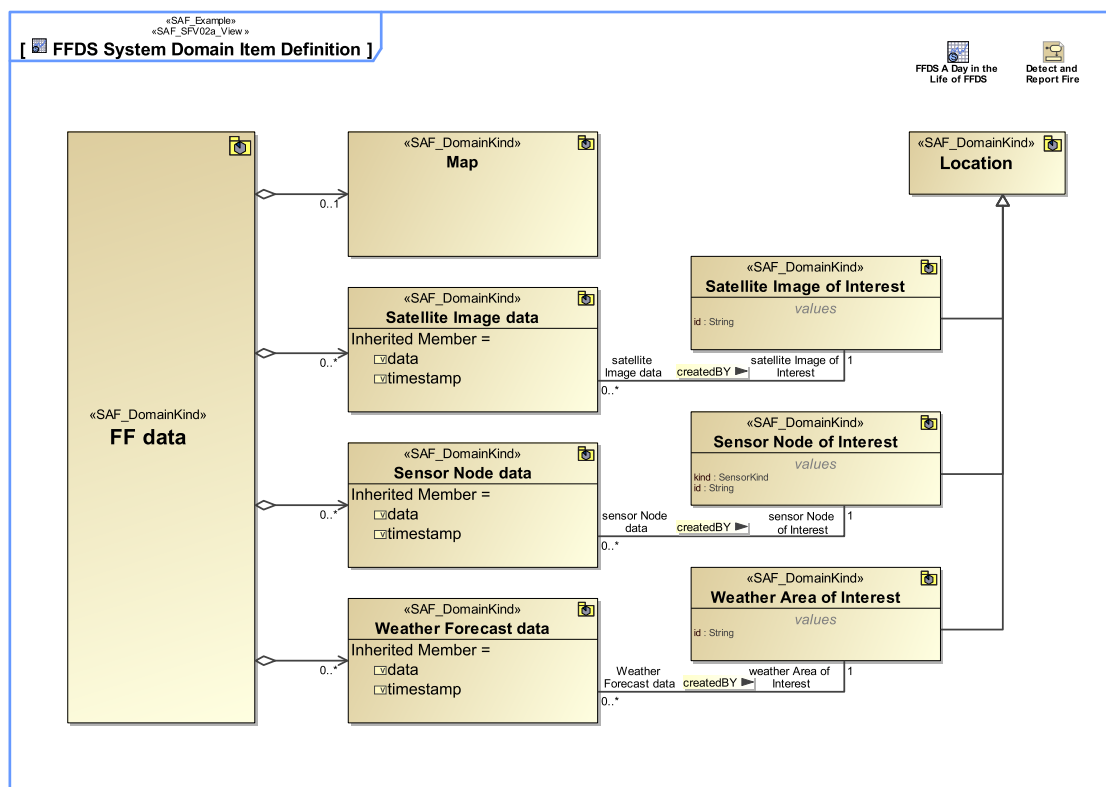 «SAF_Example»
«SAF_SFV02a_View »
[ FFDS System Domain Item Definition ]
FFDS A Day in the
Life of FFDS
Detect and
Report Fire
«SAF_DomainKind»
FF data
«SAF_DomainKind»
Map
0..1
«SAF_DomainKind»
Location
«SAF_DomainKind»
Satellite Image data
Inherited Member =
data
timestamp
0..*
«SAF_DomainKind»
Satellite Image of Interest
values
id : String
satellite
Image data
createdBY
satellite Image of
Interest
1
0..*
«SAF_DomainKind»
Sensor Node data
Inherited Member =
data
timestamp
0..*
«SAF_DomainKind»
Sensor Node of Interest
values
kind : SensorKind
id : String
sensor Node
data
createdBY
sensor Node
of Interest
1
0..*
«SAF_DomainKind»
Weather Forecast data
Inherited Member =
data
timestamp
0..*
«SAF_DomainKind»
Weather Area of Interest
values
id : String
Weather
Forecast data
createdBY
weather Area of
Interest
1
0..*